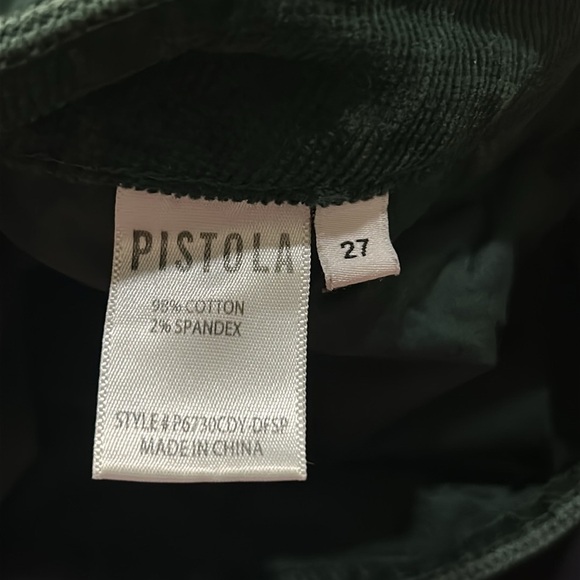 PISTOLA
27
98% COTTON
2% SPANDEX
STYLE # P6730CDY-DFSP
MADE IN CHINA